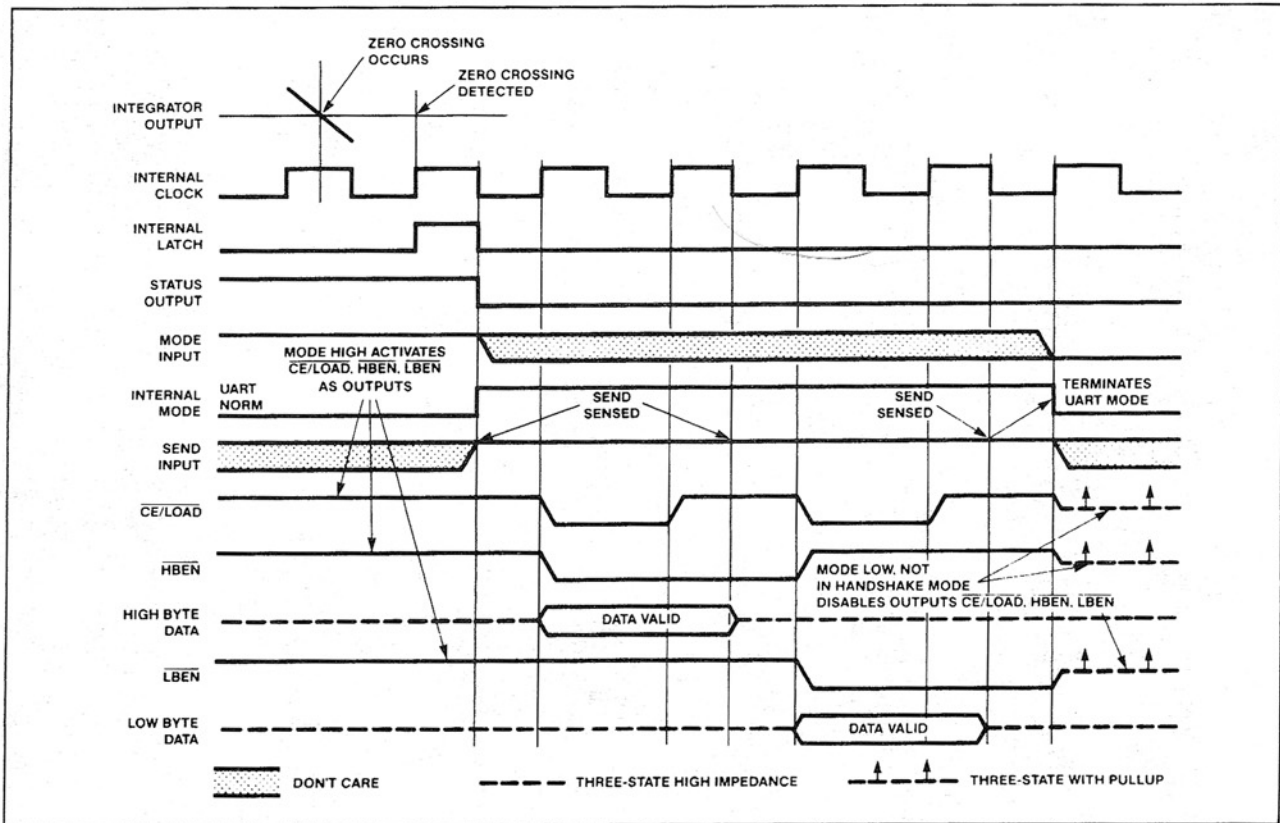 ZERO CROSSING
OCCURS
ZERO CROSSING
DETECTED
INTEGRATOR
OUTPUT
INTERNAL
CLOCK
INTERNAL
LATCH
STATUS
OUTPUT
MODE
INPUT
MODE HIGH ACTIVATES
CE/LOAD, HBEN, LBEN
AS OUTPUTS
INTERNAL
MODE
UART
NORM
SEND
SENSED
SEND
SENSED
TERMINATES
UART MODE
SEND
INPUT
CE/LOAD
HBEN
MODE LOW, NOT
IN HANDSHAKE MODE
DISABLES OUTPUTS CE/LOAD, HBEN, LBEN
HIGH BYTE
DATA
DATA VALID
LBEN
LOW BYTE
DATA
DATA VALID
DON'T CARE
THREE-STATE HIGH IMPEDANCE
THREE-STATE WITH PULLUP